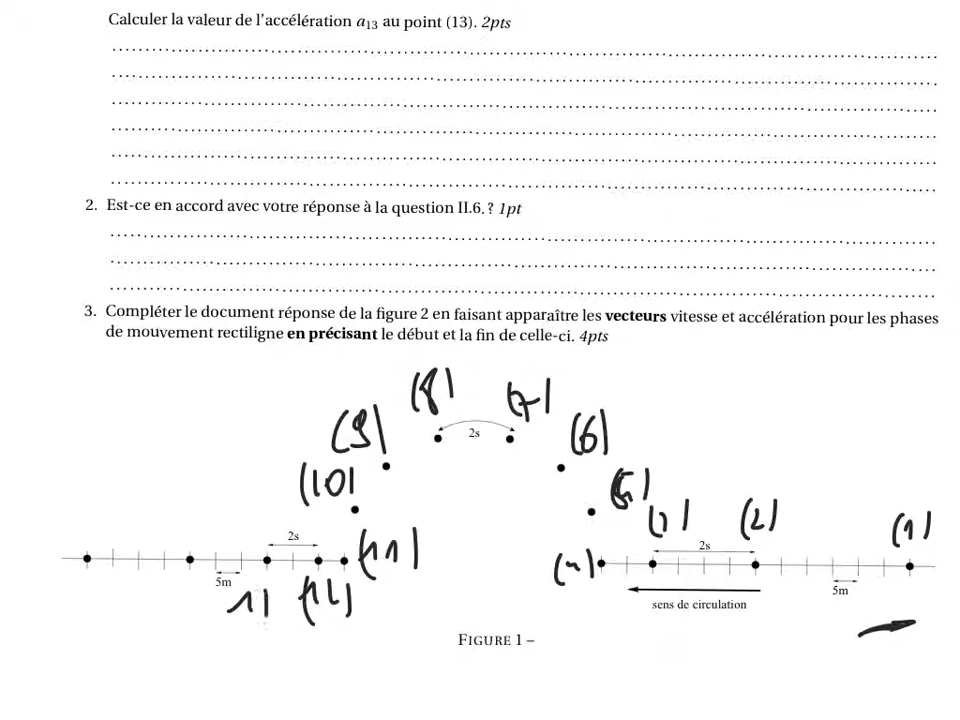 Calculer la valeur de l'accélération a13 au point (13). 2pts
2. Est-ce en accord avec votre réponse à la question II.6.? 1pt
3. Compléter le document réponse de la figure 2 en faisant apparaître les vecteurs vitesse et accélération pour les phases
de mouvement rectiligne en précisant le début et la fin de celle-ci. 4pts
(8) (7)
(9) 2s (6)
(10) (5)
(11) (2) (1)
2s 2s
5m 5m
(12)
sens de circulation
FIGURE 1 –